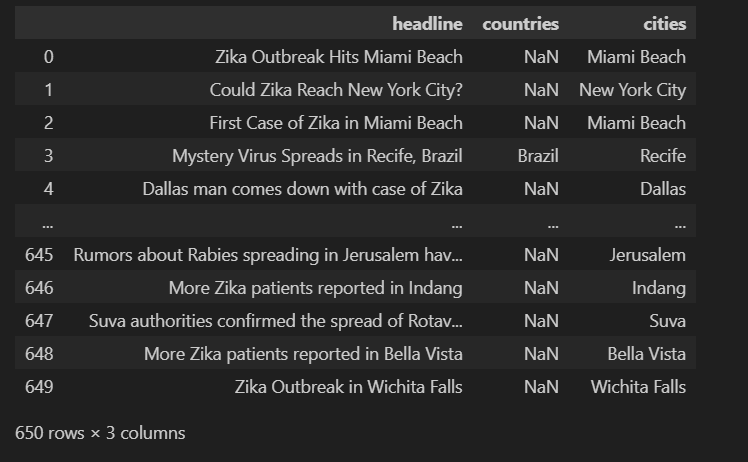 headline countries cities
0 Zika Outbreak Hits Miami Beach NaN Miami Beach
1 Could Zika Reach New York City? NaN New York City
2 First Case of Zika in Miami Beach NaN Miami Beach
3 Mystery Virus Spreads in Recife, Brazil Brazil Recife
4 Dallas man comes down with case of Zika NaN Dallas
... ... ... ...
645 Rumors about Rabies spreading in Jerusalem hav... NaN Jerusalem
646 More Zika patients reported in Indang NaN Indang
647 Suva authorities confirmed the spread of Rotav... NaN Suva
648 More Zika patients reported in Bella Vista NaN Bella Vista
649 Zika Outbreak in Wichita Falls NaN Wichita Falls
650 rows × 3 columns